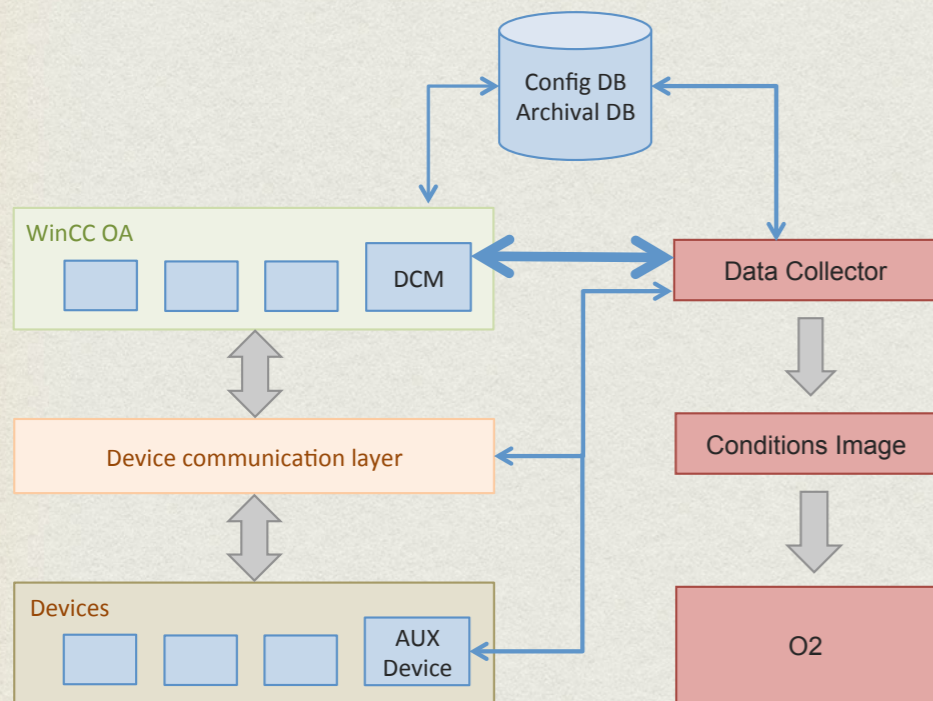 Config DB
Archival DB
WinCC OA
DCM
Data Collector
Device communication layer
Conditions Image
Devices
AUX
Device
O2